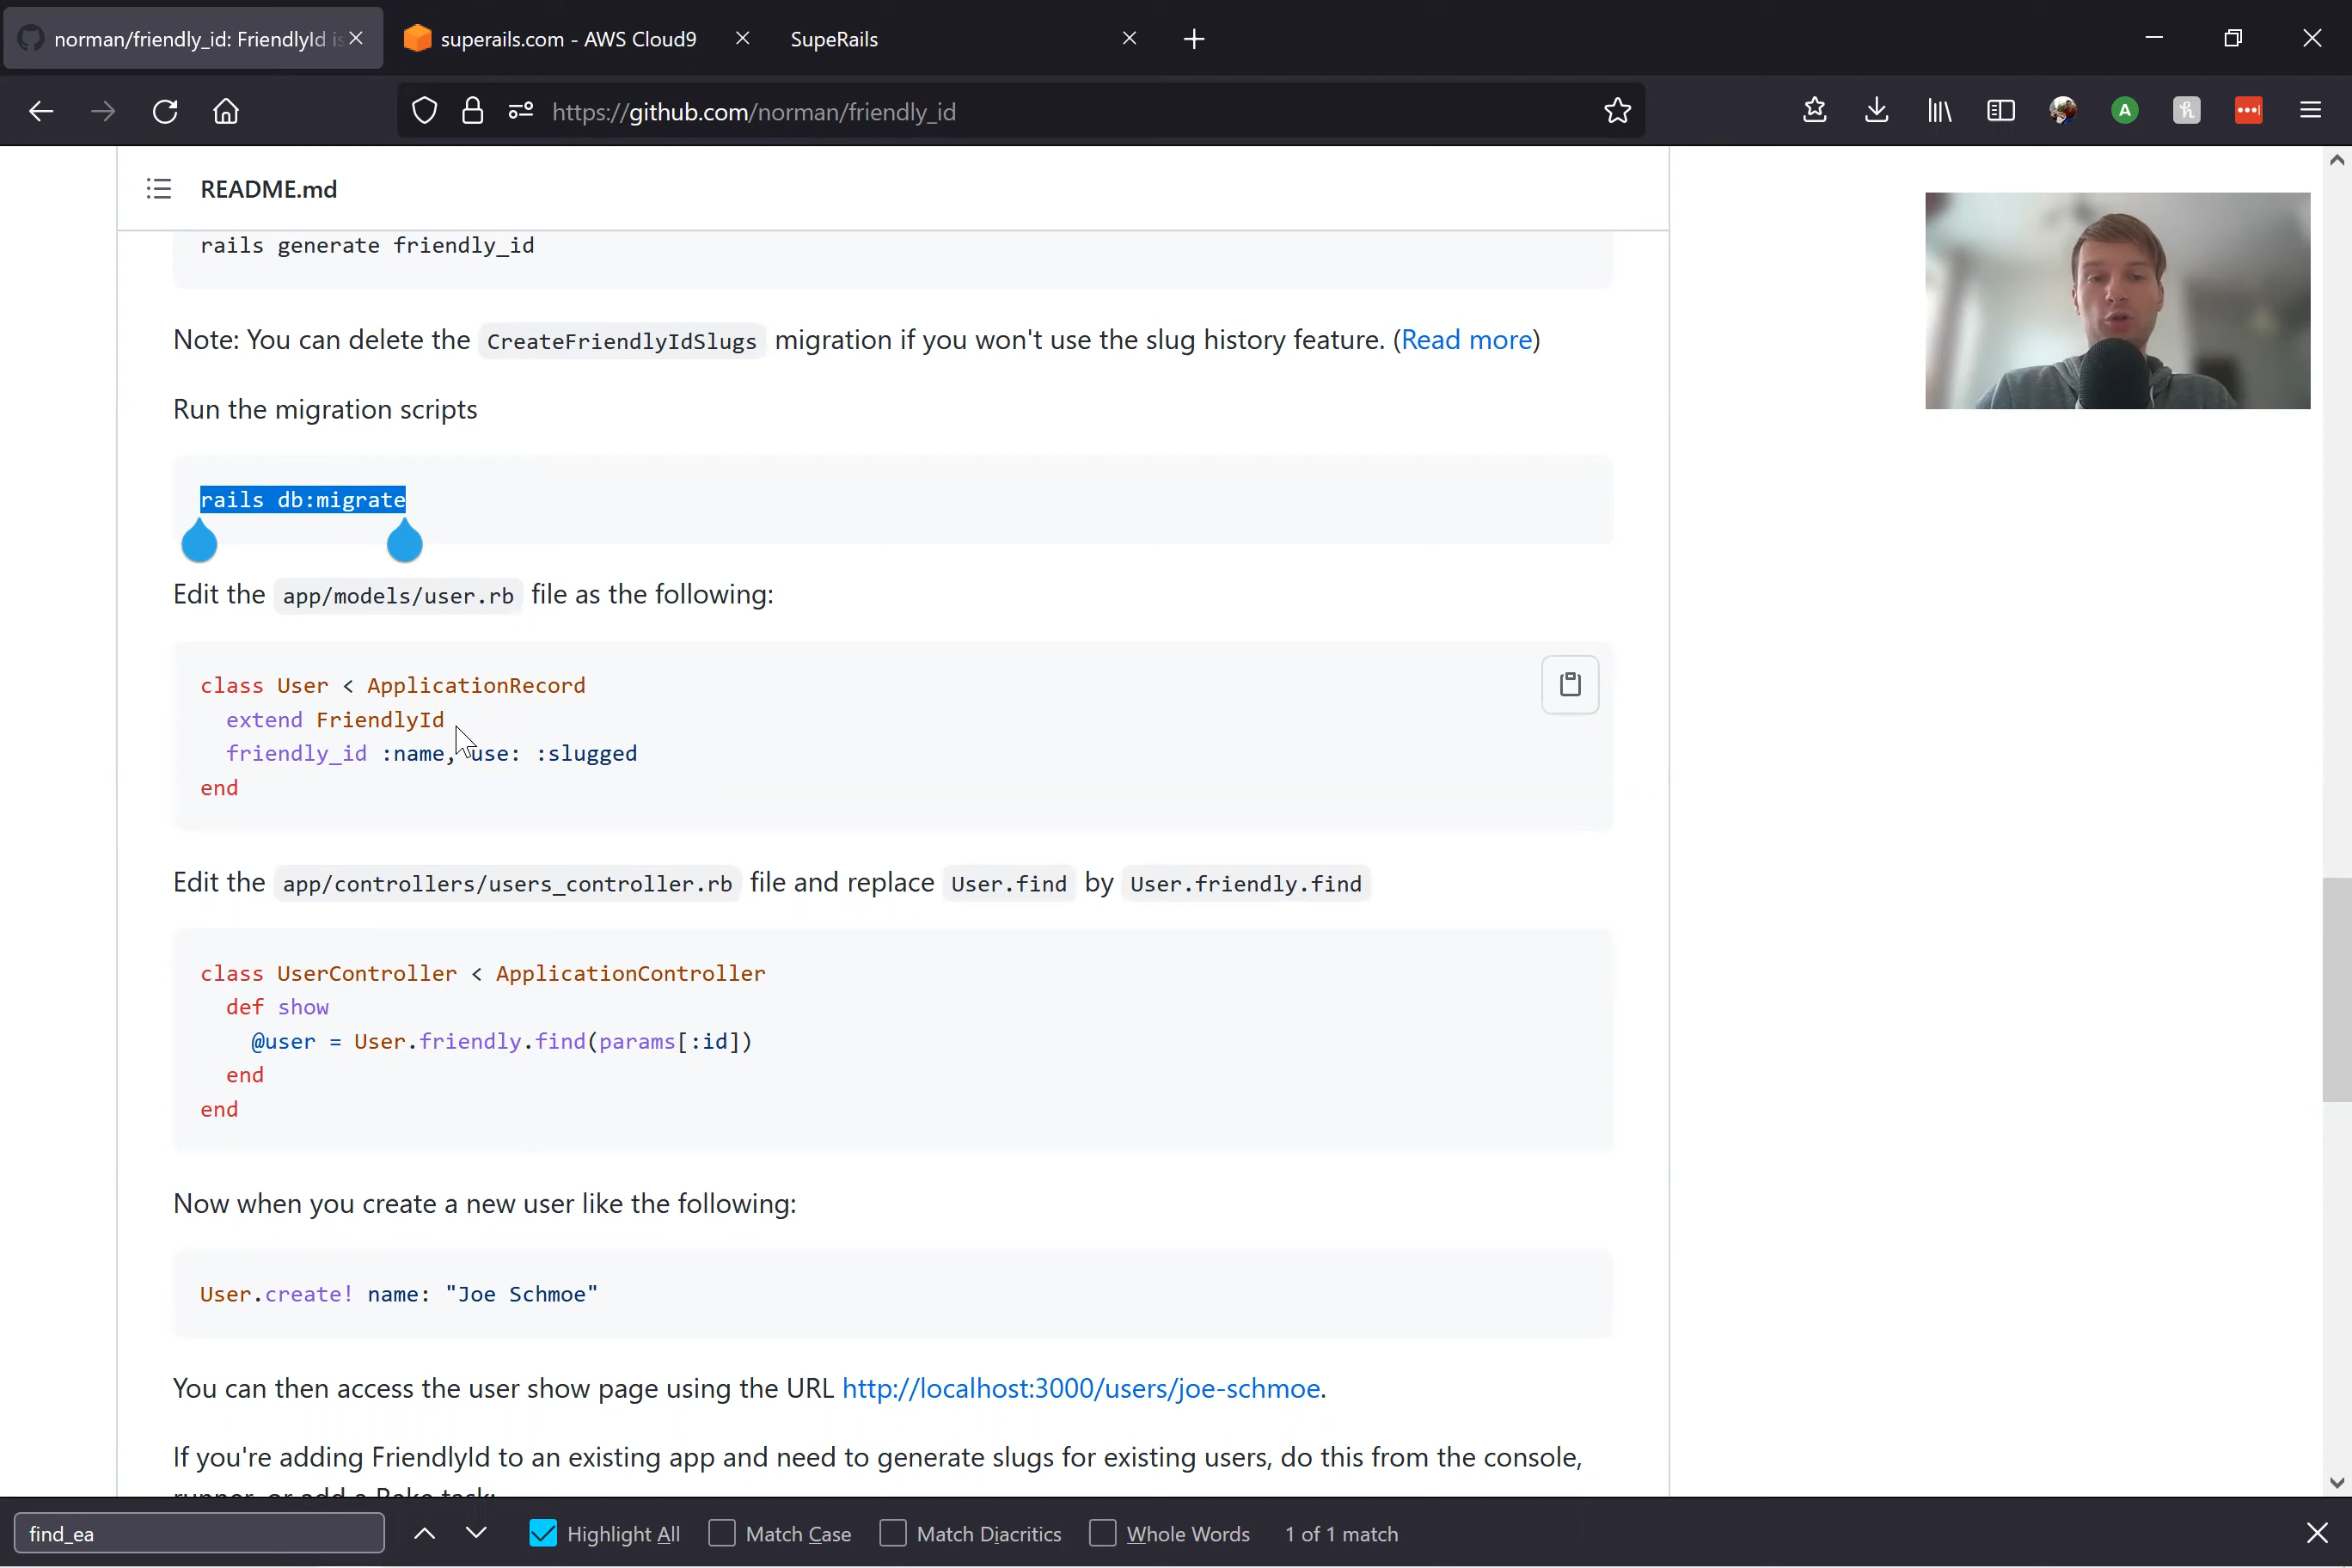 norman/friendly_id: FriendlyId is
superails.com - AWS Cloud9
SupeRails
https://github.com/norman/friendly_id
A
README.md
rails generate friendly_id
Note: You can delete the CreateFriendlyIdSlugs migration if you won't use the slug history feature. (Read more)
Run the migration scripts
rails db:migrate
Edit the app/models/user.rb file as the following:
class User < ApplicationRecord
extend FriendlyId
friendly_id :name, use: :slugged
end
Edit the app/controllers/users_controller.rb file and replace User.find by User.friendly.find
class UserController < ApplicationController
def show
@user = User.friendly.find(params[:id])
end
end
Now when you create a new user like the following:
User.create! name: "Joe Schmoe"
You can then access the user show page using the URL http://localhost:3000/users/joe-schmoe.
If you're adding FriendlyId to an existing app and need to generate slugs for existing users, do this from the console,
runner, or add a Rake task:
find_ea
Highlight All
Match Case
Match Diacritics
Whole Words
1 of 1 match